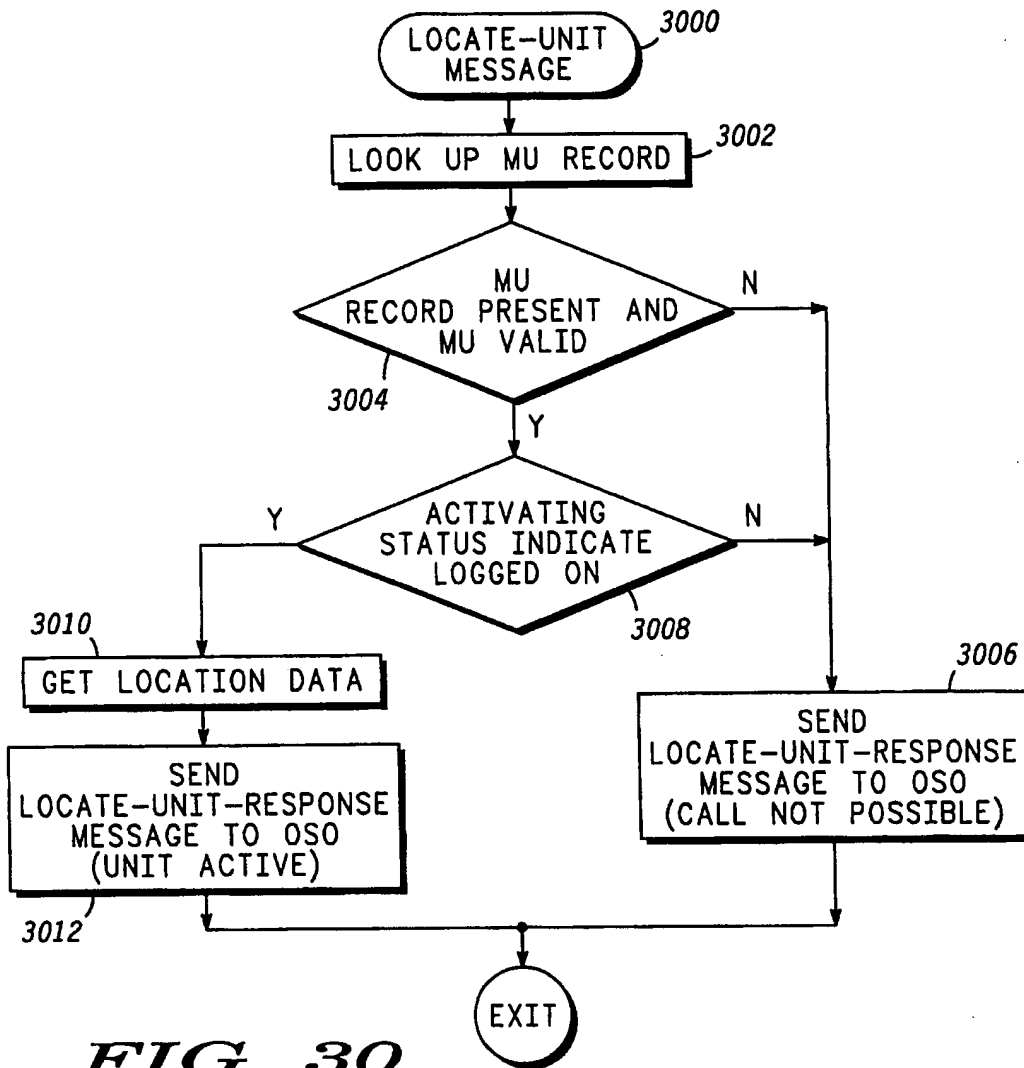 LOCATE-UNIT
MESSAGE
3000
LOOK UP MU RECORD
3002
MU
RECORD PRESENT AND
MU VALID
N
3004
Y
ACTIVATING
STATUS INDICATE
LOGGED ON
Y
N
3008
3010
GET LOCATION DATA
3006
SEND
LOCATE-UNIT-RESPONSE
MESSAGE TO OSO
(CALL NOT POSSIBLE)
SEND
LOCATE-UNIT-RESPONSE
MESSAGE TO OSO
(UNIT ACTIVE)
3012
EXIT
FIG. 30